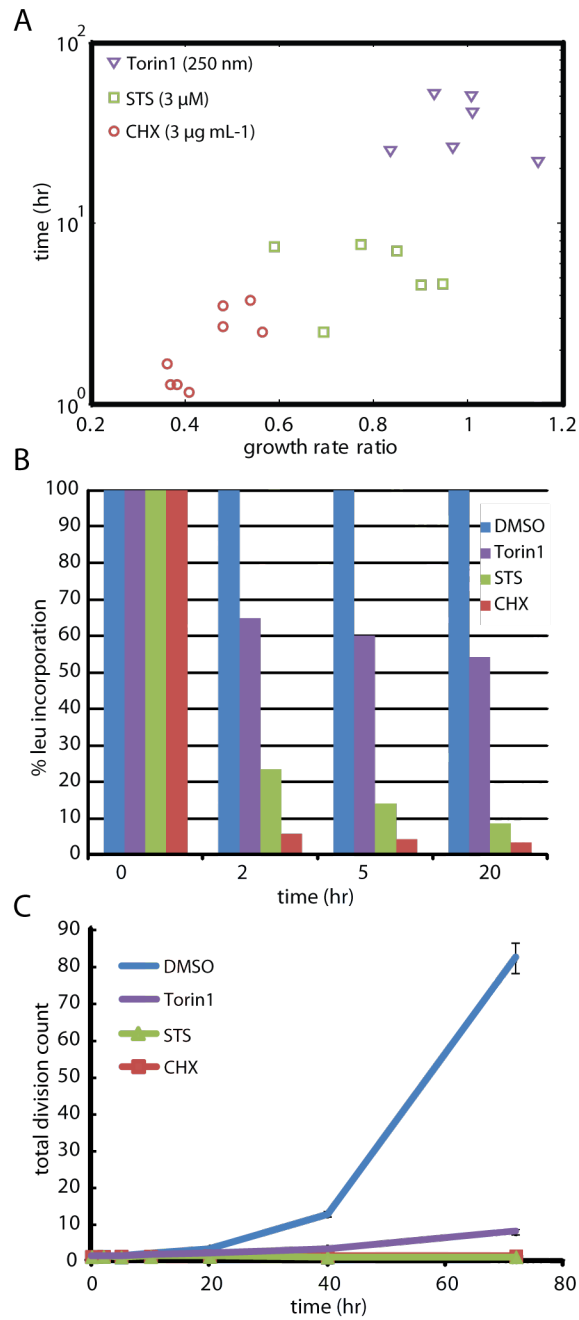 A
10²
Torin1 (250 nm)
STS (3 µM)
CHX (3 µg mL-1)
time (hr)
10¹
10⁰
0.2 0.4 0.6 0.8 1 1.2
growth rate ratio
B
100
90
80
70
60
50
40
30
20
10
0
% leu incorporation
DMSO
Torin1
STS
CHX
0 2 5 20
time (hr)
C
90
80
70
60
50
40
30
20
10
0
total division count
DMSO
Torin1
STS
CHX
0 20 40 60 80
time (hr)